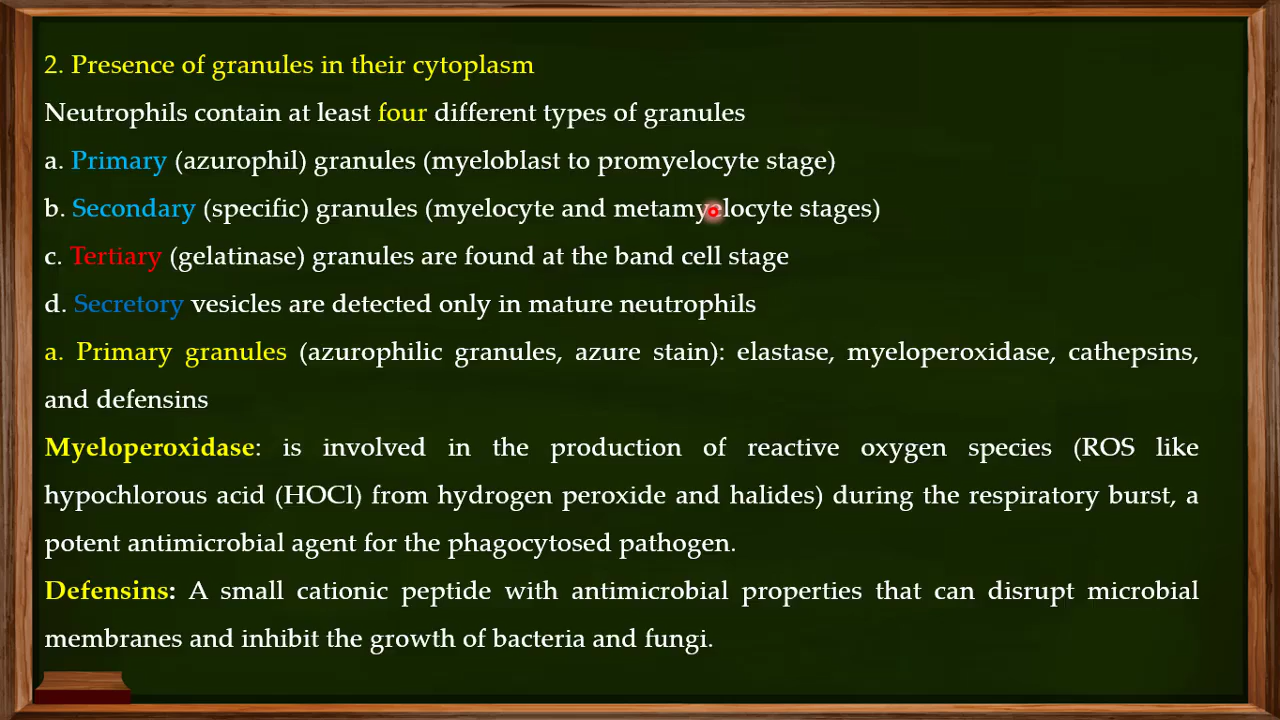 2. Presence of granules in their cytoplasm
Neutrophils contain at least four different types of granules
a. Primary (azurophil) granules (myeloblast to promyelocyte stage)
b. Secondary (specific) granules (myelocyte and metamyelocyte stages)
c. Tertiary (gelatinase) granules are found at the band cell stage
d. Secretory vesicles are detected only in mature neutrophils
a. Primary granules (azurophilic granules, azure stain): elastase, myeloperoxidase, cathepsins,
and defensins
Myeloperoxidase: is involved in the production of reactive oxygen species (ROS like
hypochlorous acid (HOCl) from hydrogen peroxide and halides) during the respiratory burst, a
potent antimicrobial agent for the phagocytosed pathogen.
Defensins: A small cationic peptide with antimicrobial properties that can disrupt microbial
membranes and inhibit the growth of bacteria and fungi.